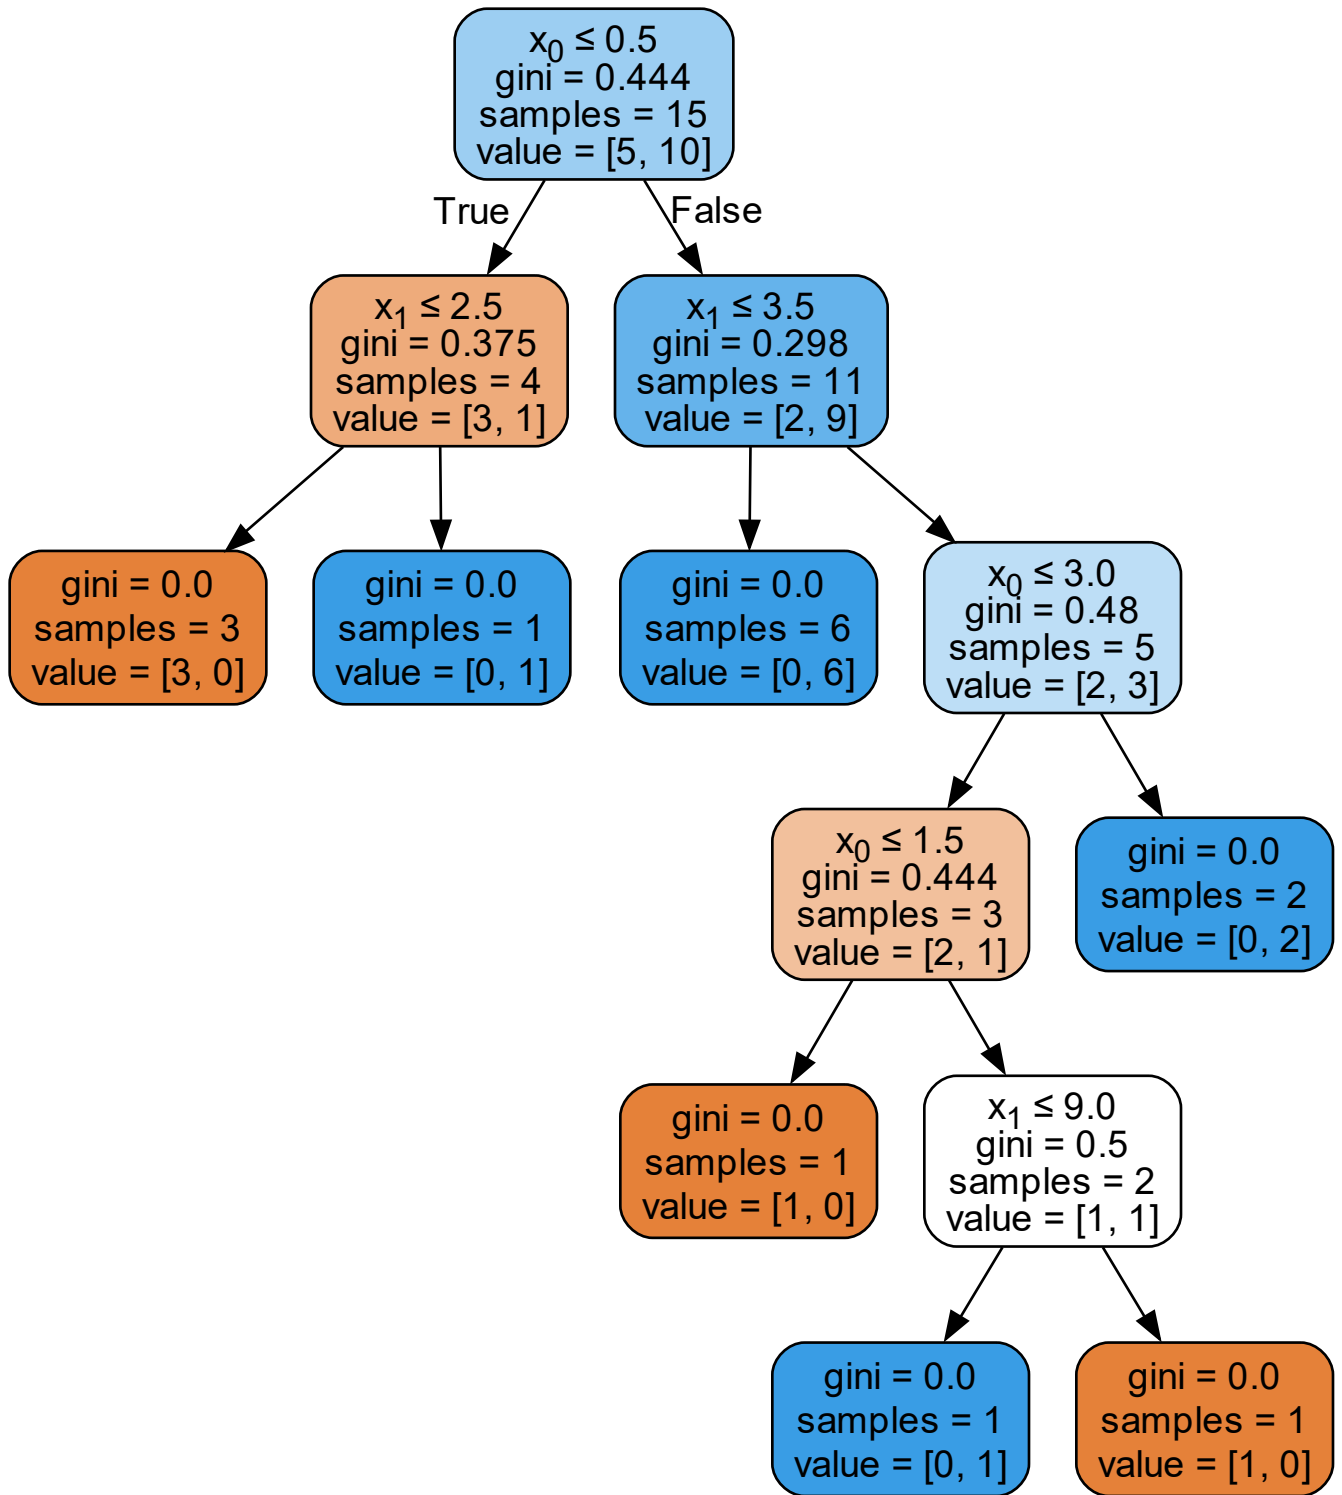 x₀ ≤ 0.5
gini = 0.444
samples = 15
value = [5, 10]
True
False
x₁ ≤ 2.5
gini = 0.375
samples = 4
value = [3, 1]
x₁ ≤ 3.5
gini = 0.298
samples = 11
value = [2, 9]
gini = 0.0
samples = 3
value = [3, 0]
gini = 0.0
samples = 1
value = [0, 1]
gini = 0.0
samples = 6
value = [0, 6]
x₀ ≤ 3.0
gini = 0.48
samples = 5
value = [2, 3]
x₀ ≤ 1.5
gini = 0.444
samples = 3
value = [2, 1]
gini = 0.0
samples = 2
value = [0, 2]
gini = 0.0
samples = 1
value = [1, 0]
x₁ ≤ 9.0
gini = 0.5
samples = 2
value = [1, 1]
gini = 0.0
samples = 1
value = [0, 1]
gini = 0.0
samples = 1
value = [1, 0]